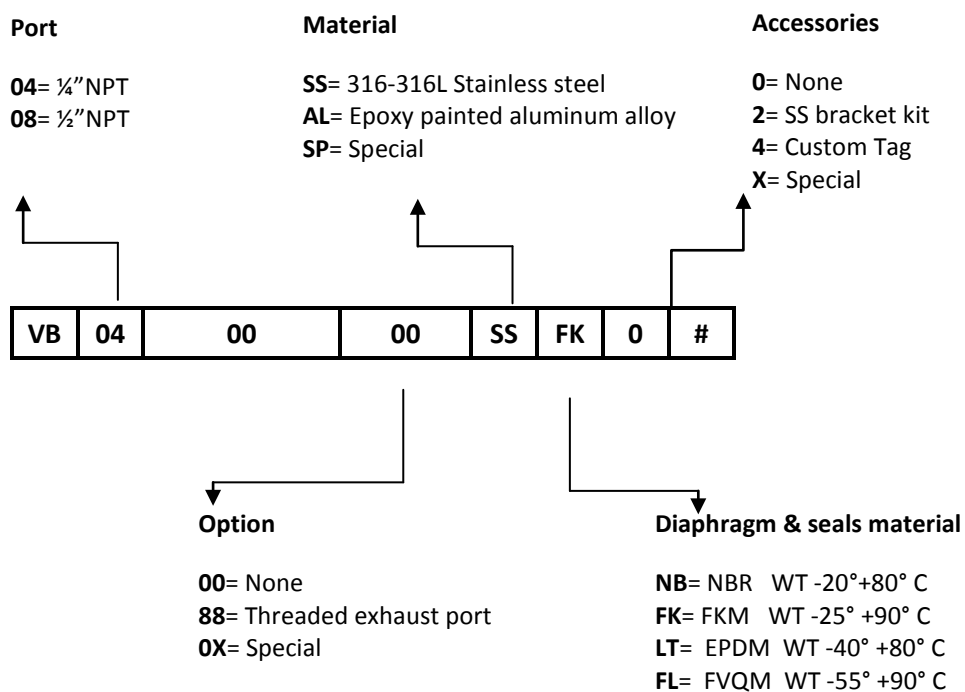 Port
04= ¼”NPT
08= ½”NPT
Material
SS= 316-316L Stainless steel
AL= Epoxy painted aluminum alloy
SP= Special
Accessories
0= None
2= SS bracket kit
4= Custom Tag
X= Special
VB 04 00 00 SS FK 0 #
Option
00= None
88= Threaded exhaust port
0X= Special
Diaphragm & seals material
NB= NBR WT -20°+80° C
FK= FKM WT -25° +90° C
LT= EPDM WT -40° +80° C
FL= FVQM WT -55° +90° C